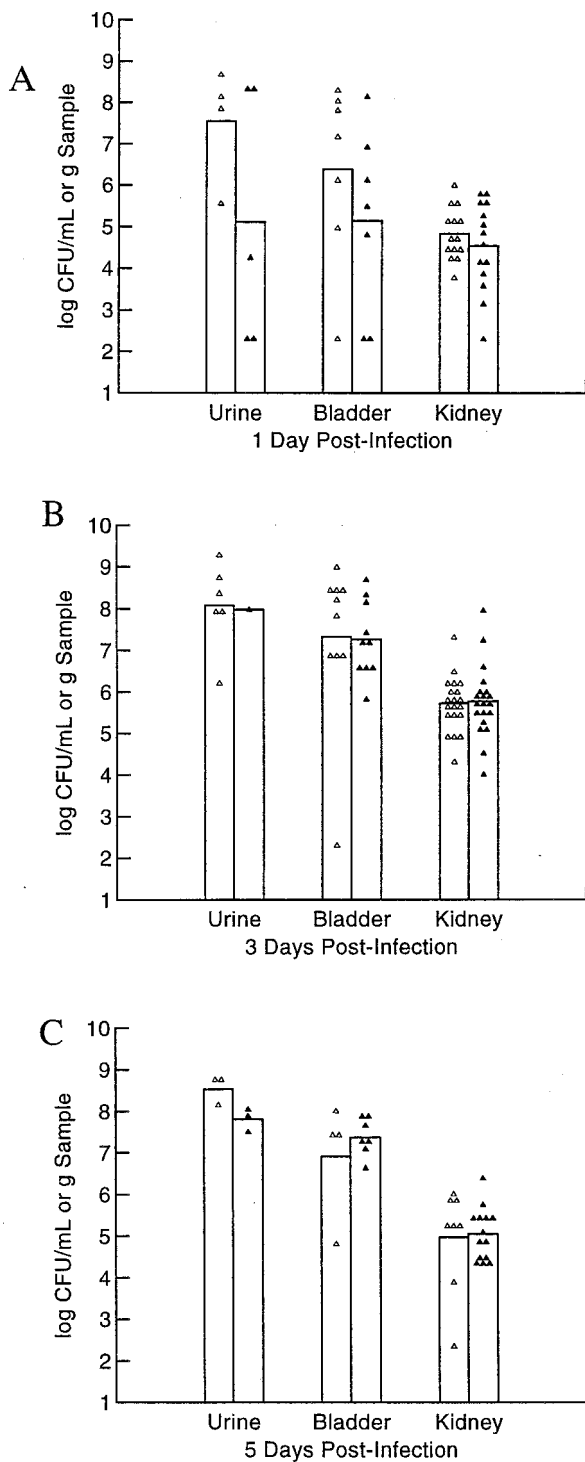 A
log CFU/mL or g Sample
10
9
8
7
6
5
4
3
2
1
Urine Bladder Kidney
1 Day Post-Infection
B
log CFU/mL or g Sample
10
9
8
7
6
5
4
3
2
1
Urine Bladder Kidney
3 Days Post-Infection
C
log CFU/mL or g Sample
10
9
8
7
6
5
4
3
2
1
Urine Bladder Kidney
5 Days Post-Infection